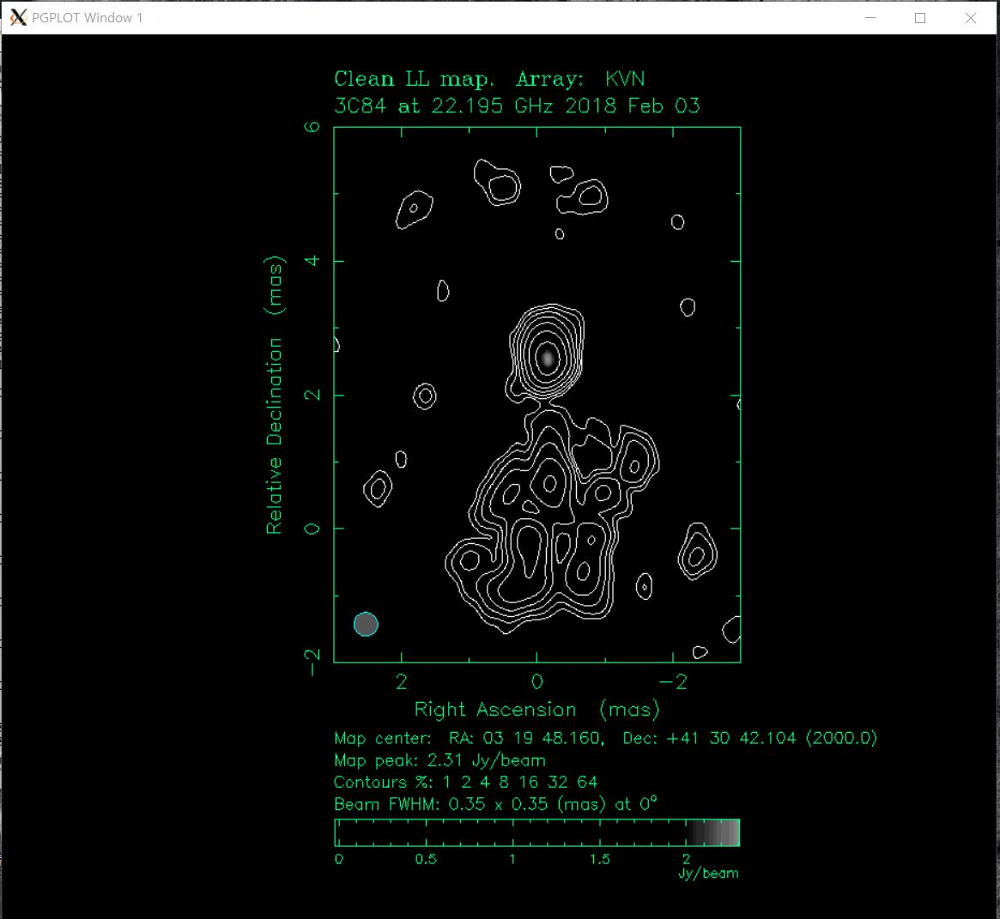 PGPLOT Window 1
Clean LL map. Array: KVN
3C84 at 22.195 GHz 2018 Feb 03
6
4
2
0
−2
Relative Declination (mas)
2 0 −2
Right Ascension (mas)
Map center: RA: 03 19 48.160, Dec: +41 30 42.104 (2000.0)
Map peak: 2.31 Jy/beam
Contours %: 1 2 4 8 16 32 64
Beam FWHM: 0.35 x 0.35 (mas) at 0°
0 0.5 1 1.5 2
Jy/beam